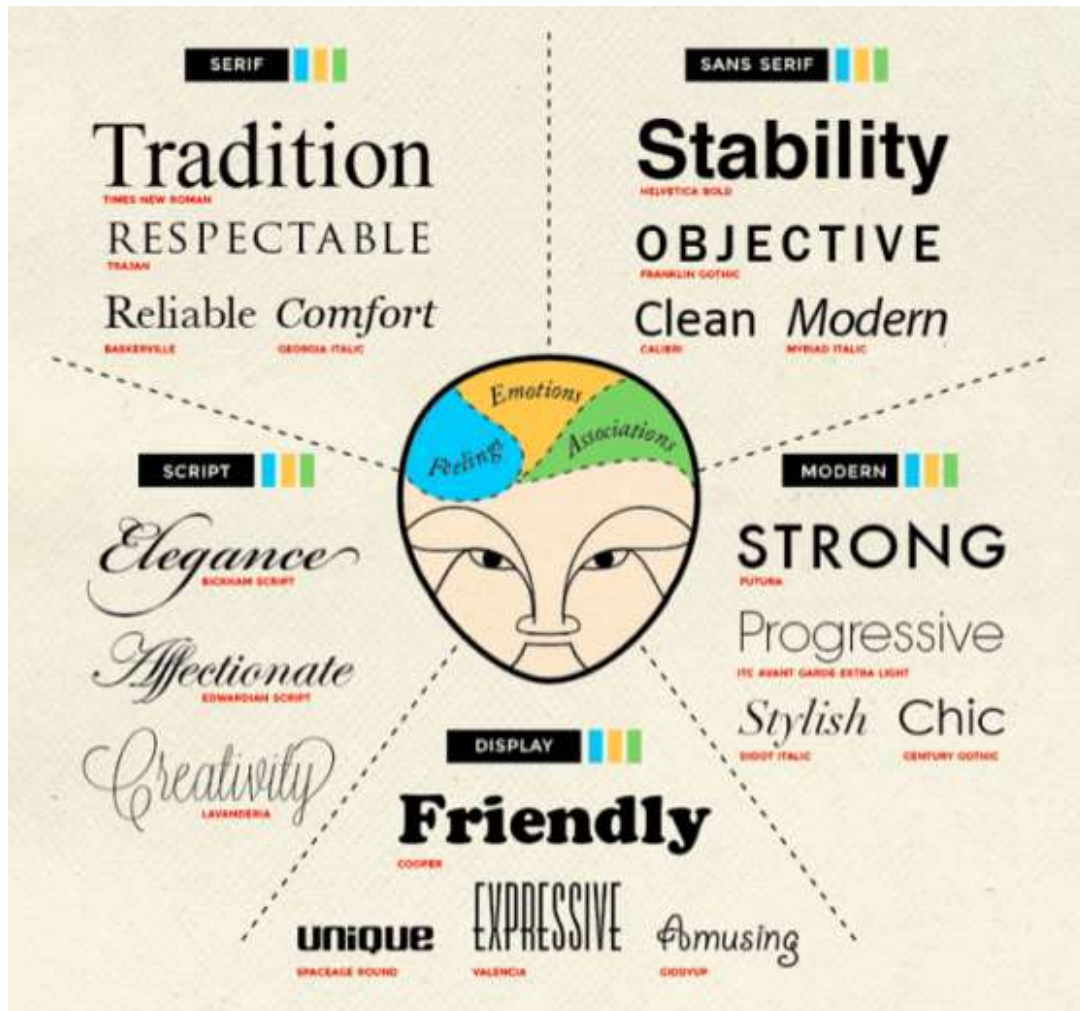 SERIF
Tradition
TIMES NEW ROMAN
RESPECTABLE
TRAJAN
Reliable Comfort
BASKERVILLE GEORGIA ITALIC
SANS SERIF
Stability
HELVETICA BOLD
OBJECTIVE
FRANKLIN GOTHIC
Clean Modern
CALIBRI MYRIAD ITALIC
Emotions
Feelings
Associations
SCRIPT
Elegance
BICKHAM SCRIPT
Affectionate
EDWARDIAN SCRIPT
Creativity
LAVANDERIA
MODERN
STRONG
FUTURA
Progressive
ITC AVANT GARDE EXTRA LIGHT
Stylish Chic
DIDOT ITALIC CENTURY GOTHIC
DISPLAY
Friendly
COOPER
UNIQUE EXPRESSIVE Amusing
SPACEAGE ROUND VALENCIA GIDDYUP